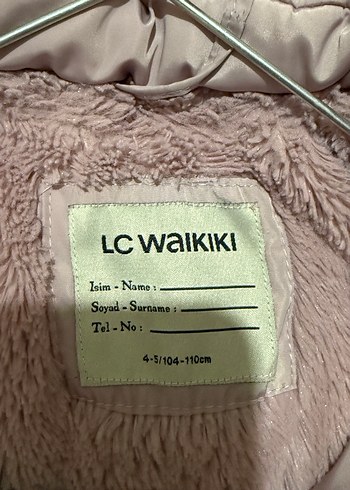 LC WAIKIKI
Isim - Name :
Soyad - Surname :
Tel - No :
4-5/104-110cm